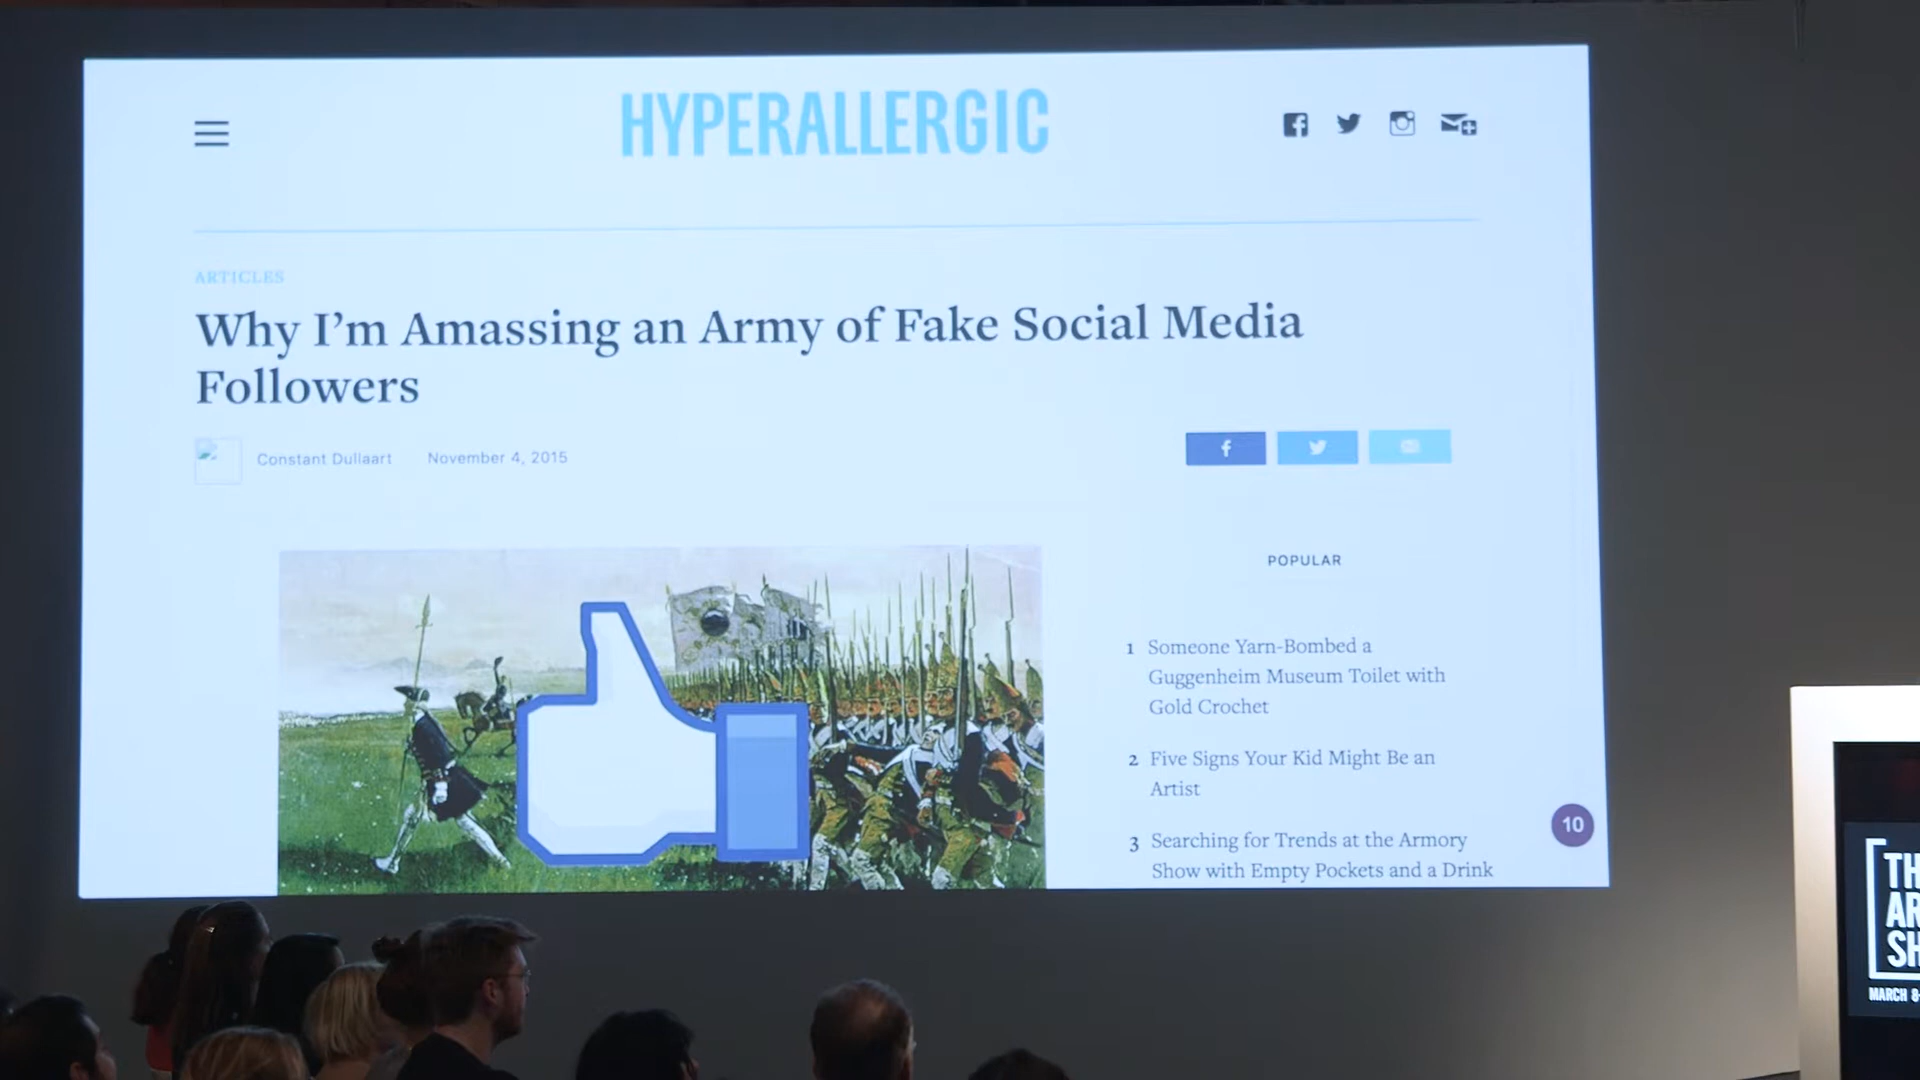 HYPERALLERGIC
ARTICLES
Why I'm Amassing an Army of Fake Social Media
Followers
Constant Dullaart November 4, 2015
POPULAR
1 Someone Yarn-Bombed a
Guggenheim Museum Toilet with
Gold Crochet
2 Five Signs Your Kid Might Be an
Artist
3 Searching for Trends at the Armory
Show with Empty Pockets and a Drink
10
TH
AR
SH
MARCH 8-